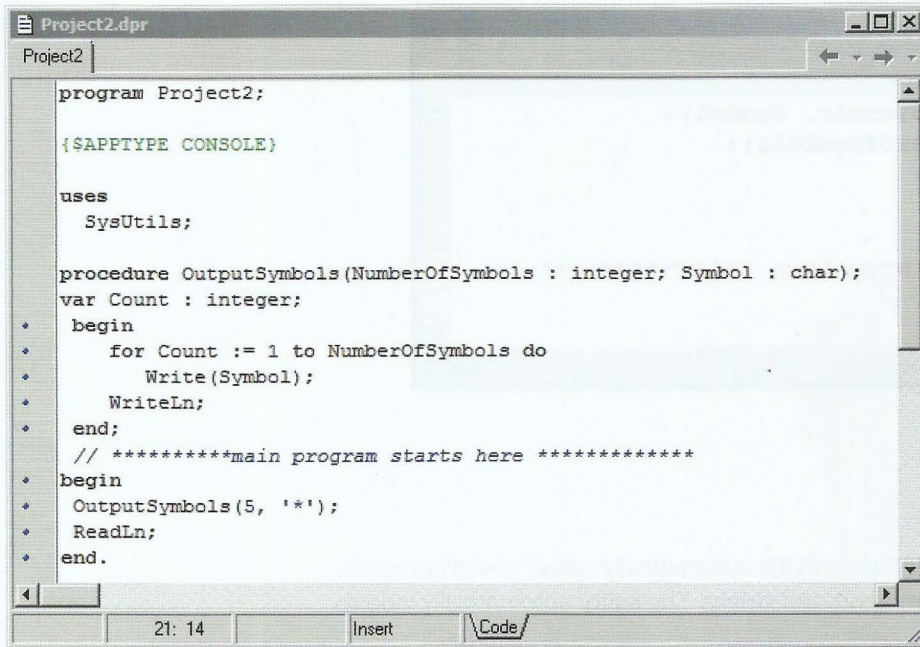 Project2.dpr
Project2
program Project2;
{$APPTYPE CONSOLE}
uses
SysUtils;
procedure OutputSymbols(NumberOfSymbols : integer; Symbol : char);
var Count : integer;
begin
for Count := 1 to NumberOfSymbols do
Write(Symbol);
WriteLn;
end;
// **********main program starts here *************
begin
OutputSymbols(5, '*');
ReadLn;
end.
21: 14
Insert
Code